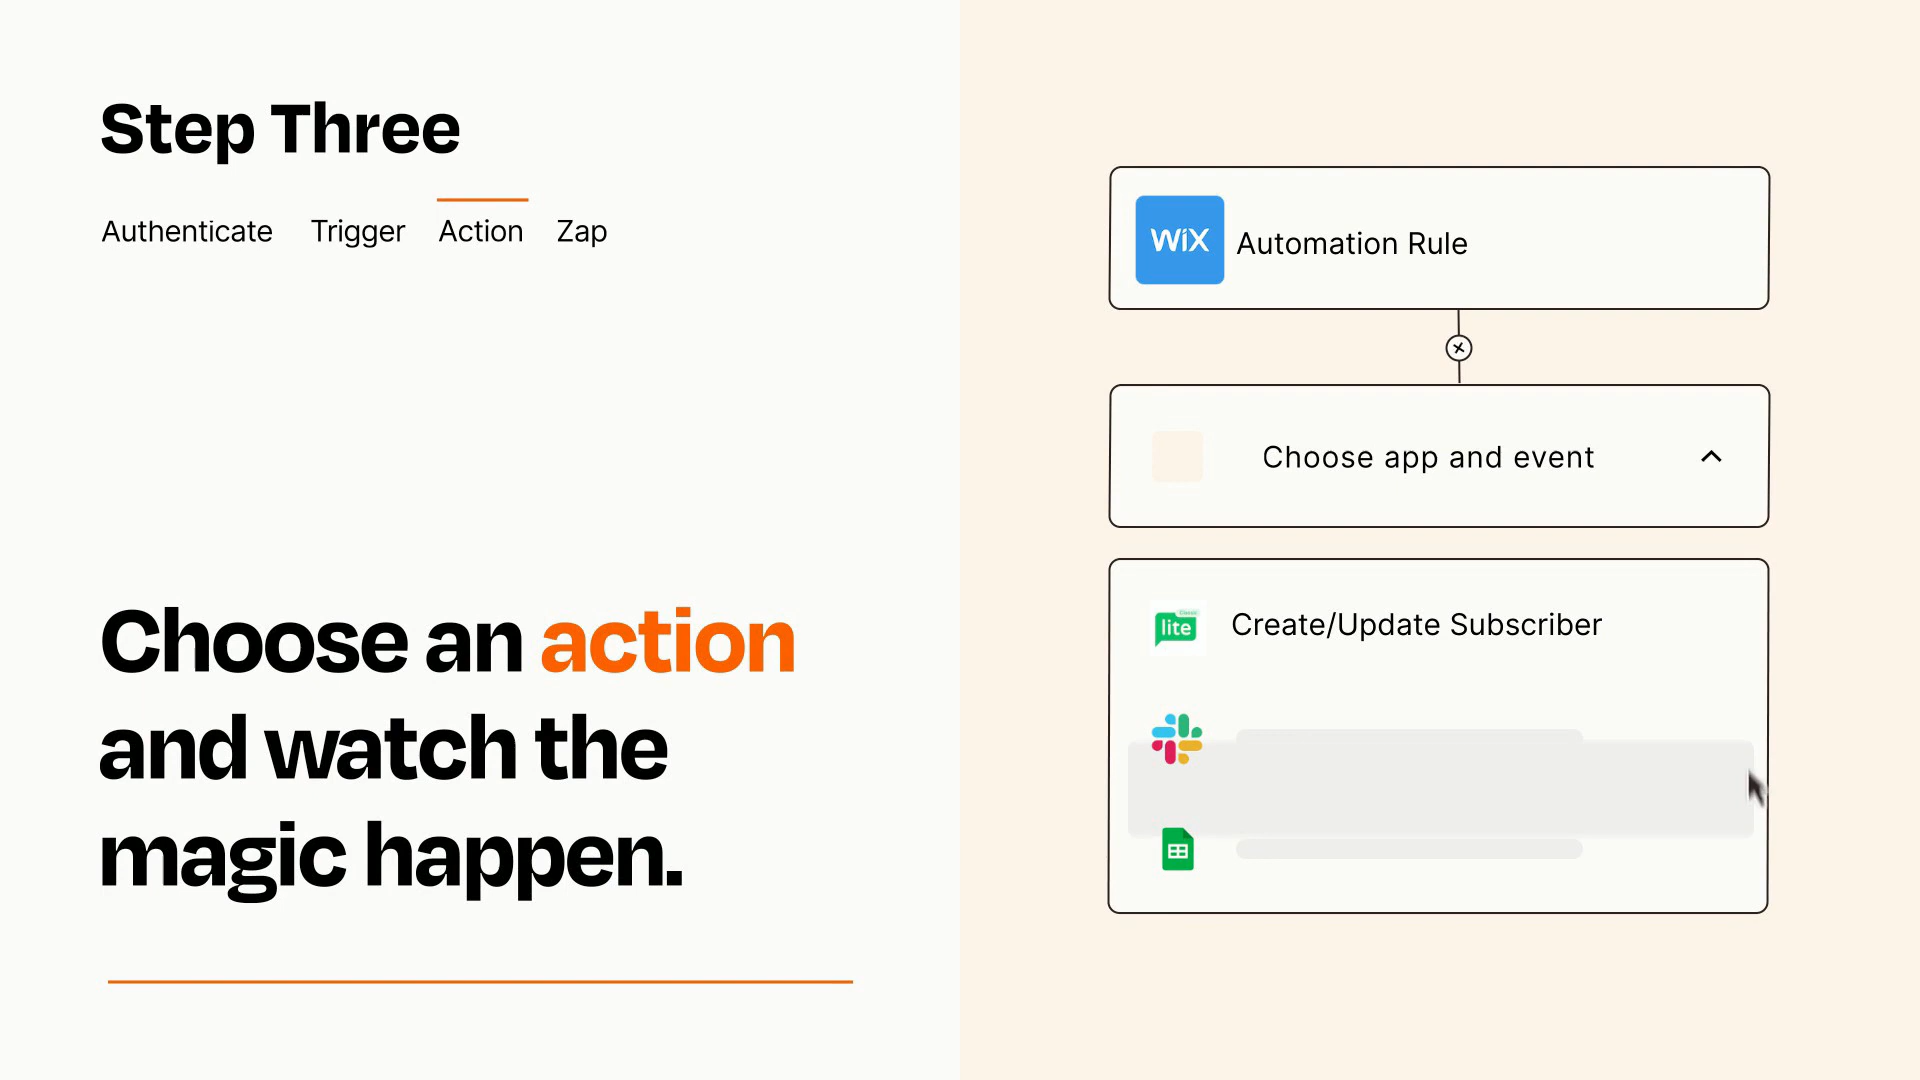 Step Three
Authenticate Trigger Action Zap
Choose an action
and watch the
magic happen.
WiX Automation Rule
Choose app and event
lite Create/Update Subscriber